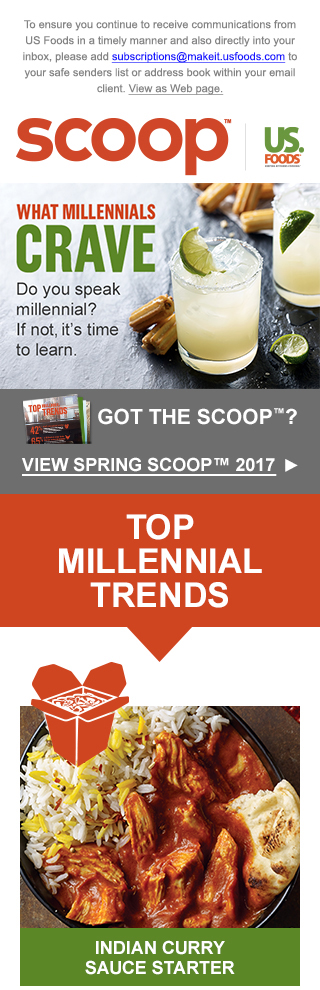 To ensure you continue to receive communications from
US Foods in a timely manner and also directly into your
inbox, please add subscriptions@makeit.usfoods.com to
your safe senders list or address book within your email
client. View as Web page.
scoop™
US.
FOODS
WHAT MILLENNIALS
CRAVE
Do you speak
millennial?
If not, it's time
to learn.
TOP
TRENDS
GOT THE SCOOP™?
VIEW SPRING SCOOP™ 2017 ►
TOP
MILLENNIAL
TRENDS
INDIAN CURRY
SAUCE STARTER